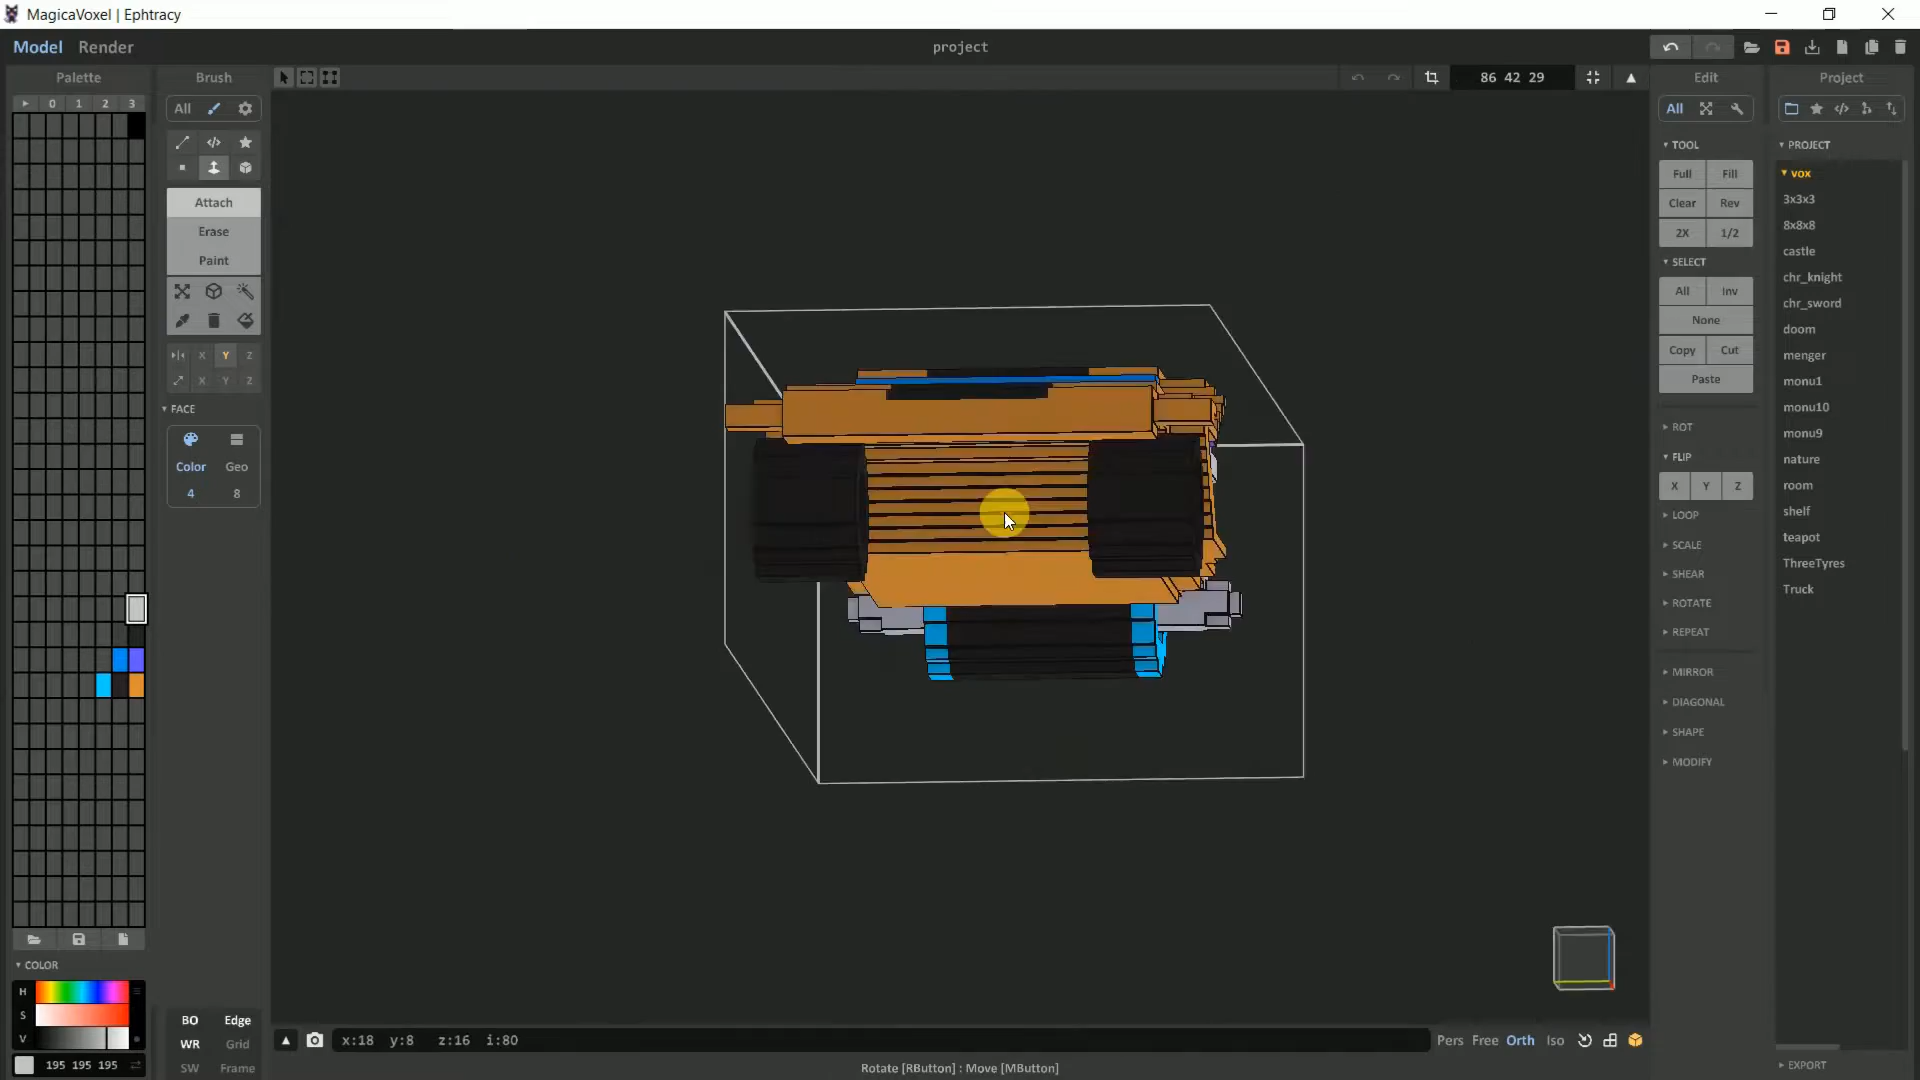 MagicaVoxel | Ephtracy
Model Render
project
Palette
Brush
86 42 29
Edit
Project
0 1 2 3
All
All
TOOL
PROJECT
Full Fill
vox
Attach
Clear Rev
3x3x3
Erase
2X 1/2
8x8x8
Paint
SELECT
castle
All Inv
chr_knight
None
chr_sword
Copy Cut
doom
X Y Z
Paste
menger
X Y Z
monu1
FACE
ROT
monu10
Color Geo
FLIP
monu9
4 8
X Y Z
nature
LOOP
room
SCALE
shelf
SHEAR
teapot
ROTATE
ThreeTyres
REPEAT
Truck
MIRROR
DIAGONAL
SHAPE
MODIFY
COLOR
H
S
V
195 195 195
BO Edge
WR Grid
SW Frame
x:18 y:8 z:16 i:80
Pers Free Orth Iso
Rotate [RButton] : Move [MButton]
EXPORT